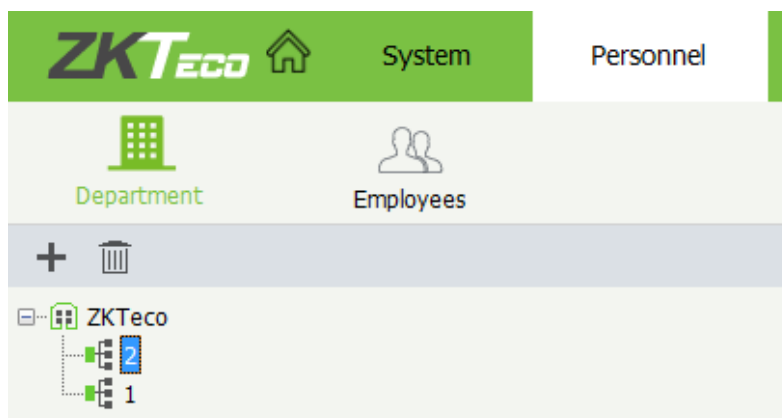 ZKTECO System Personnel
Department Employees
ZKTeco
2
1